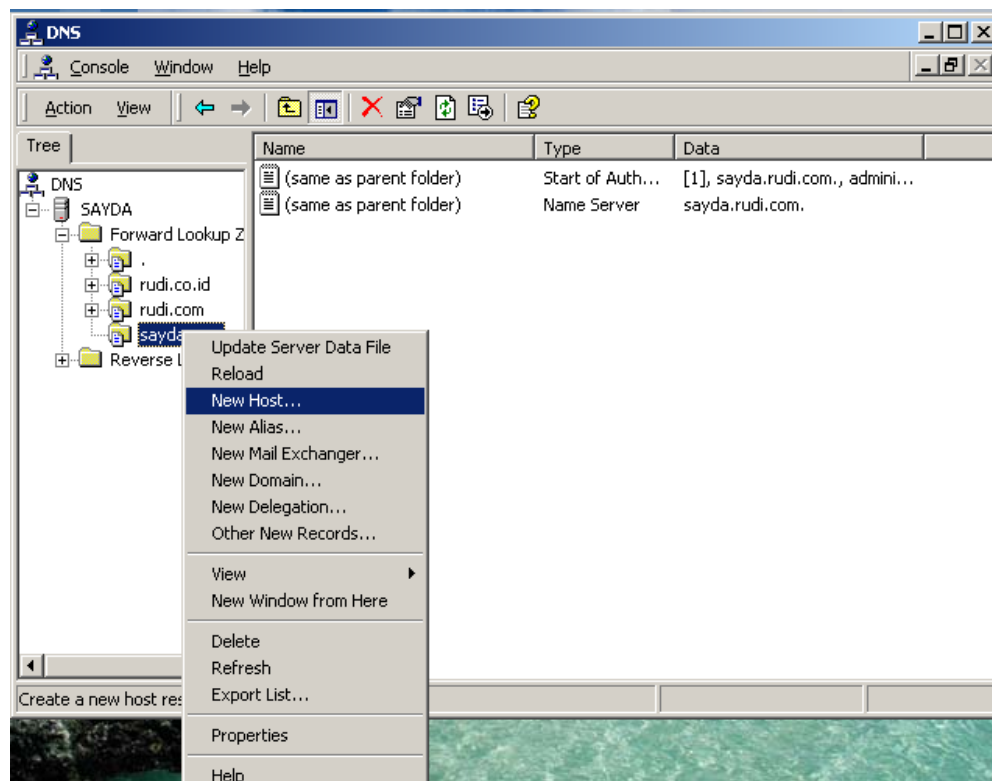 DNS
Console Window Help
Action View
Tree
Name Type Data
DNS
SAYDA
Forward Lookup Z
.
rudi.co.id
rudi.com
sayda
Reverse L
(same as parent folder) Start of Auth... [1], sayda.rudi.com., admini...
(same as parent folder) Name Server sayda.rudi.com.
Update Server Data File
Reload
New Host...
New Alias...
New Mail Exchanger...
New Domain...
New Delegation...
Other New Records...
View
New Window from Here
Delete
Refresh
Export List...
Properties
Help
Create a new host res